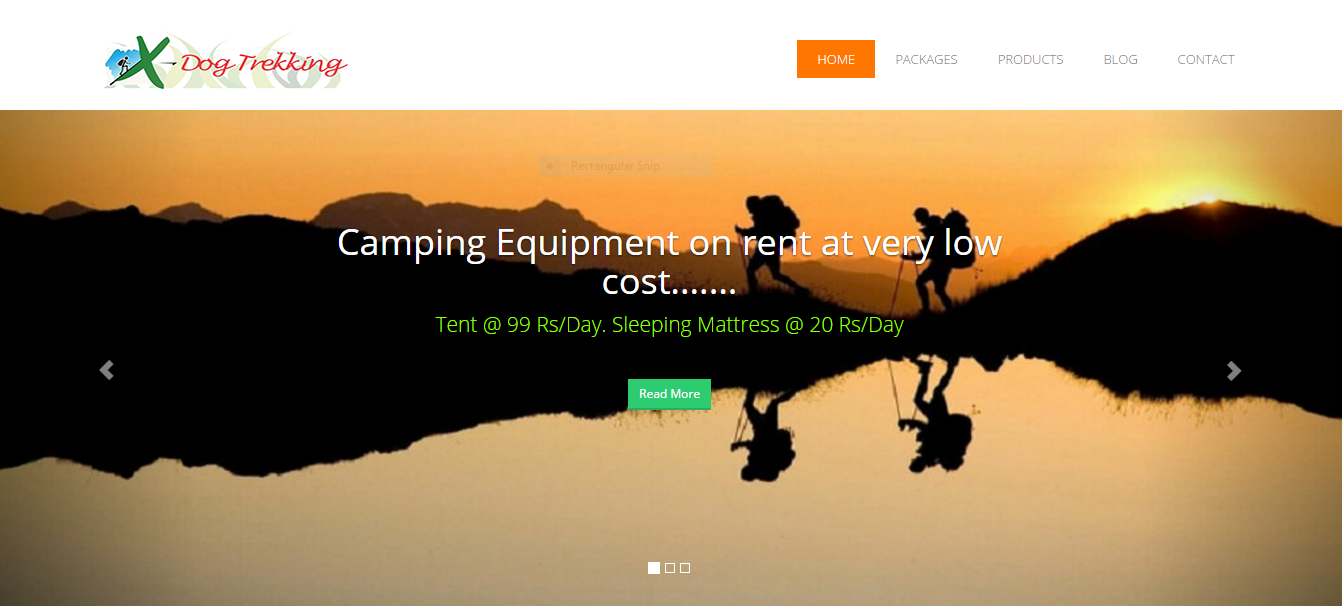 X-Dog Trekking
HOME
PACKAGES
PRODUCTS
BLOG
CONTACT
Rectangular Snip
Camping Equipment on rent at very low
cost.......
Tent @ 99 Rs/Day. Sleeping Mattress @ 20 Rs/Day
Read More